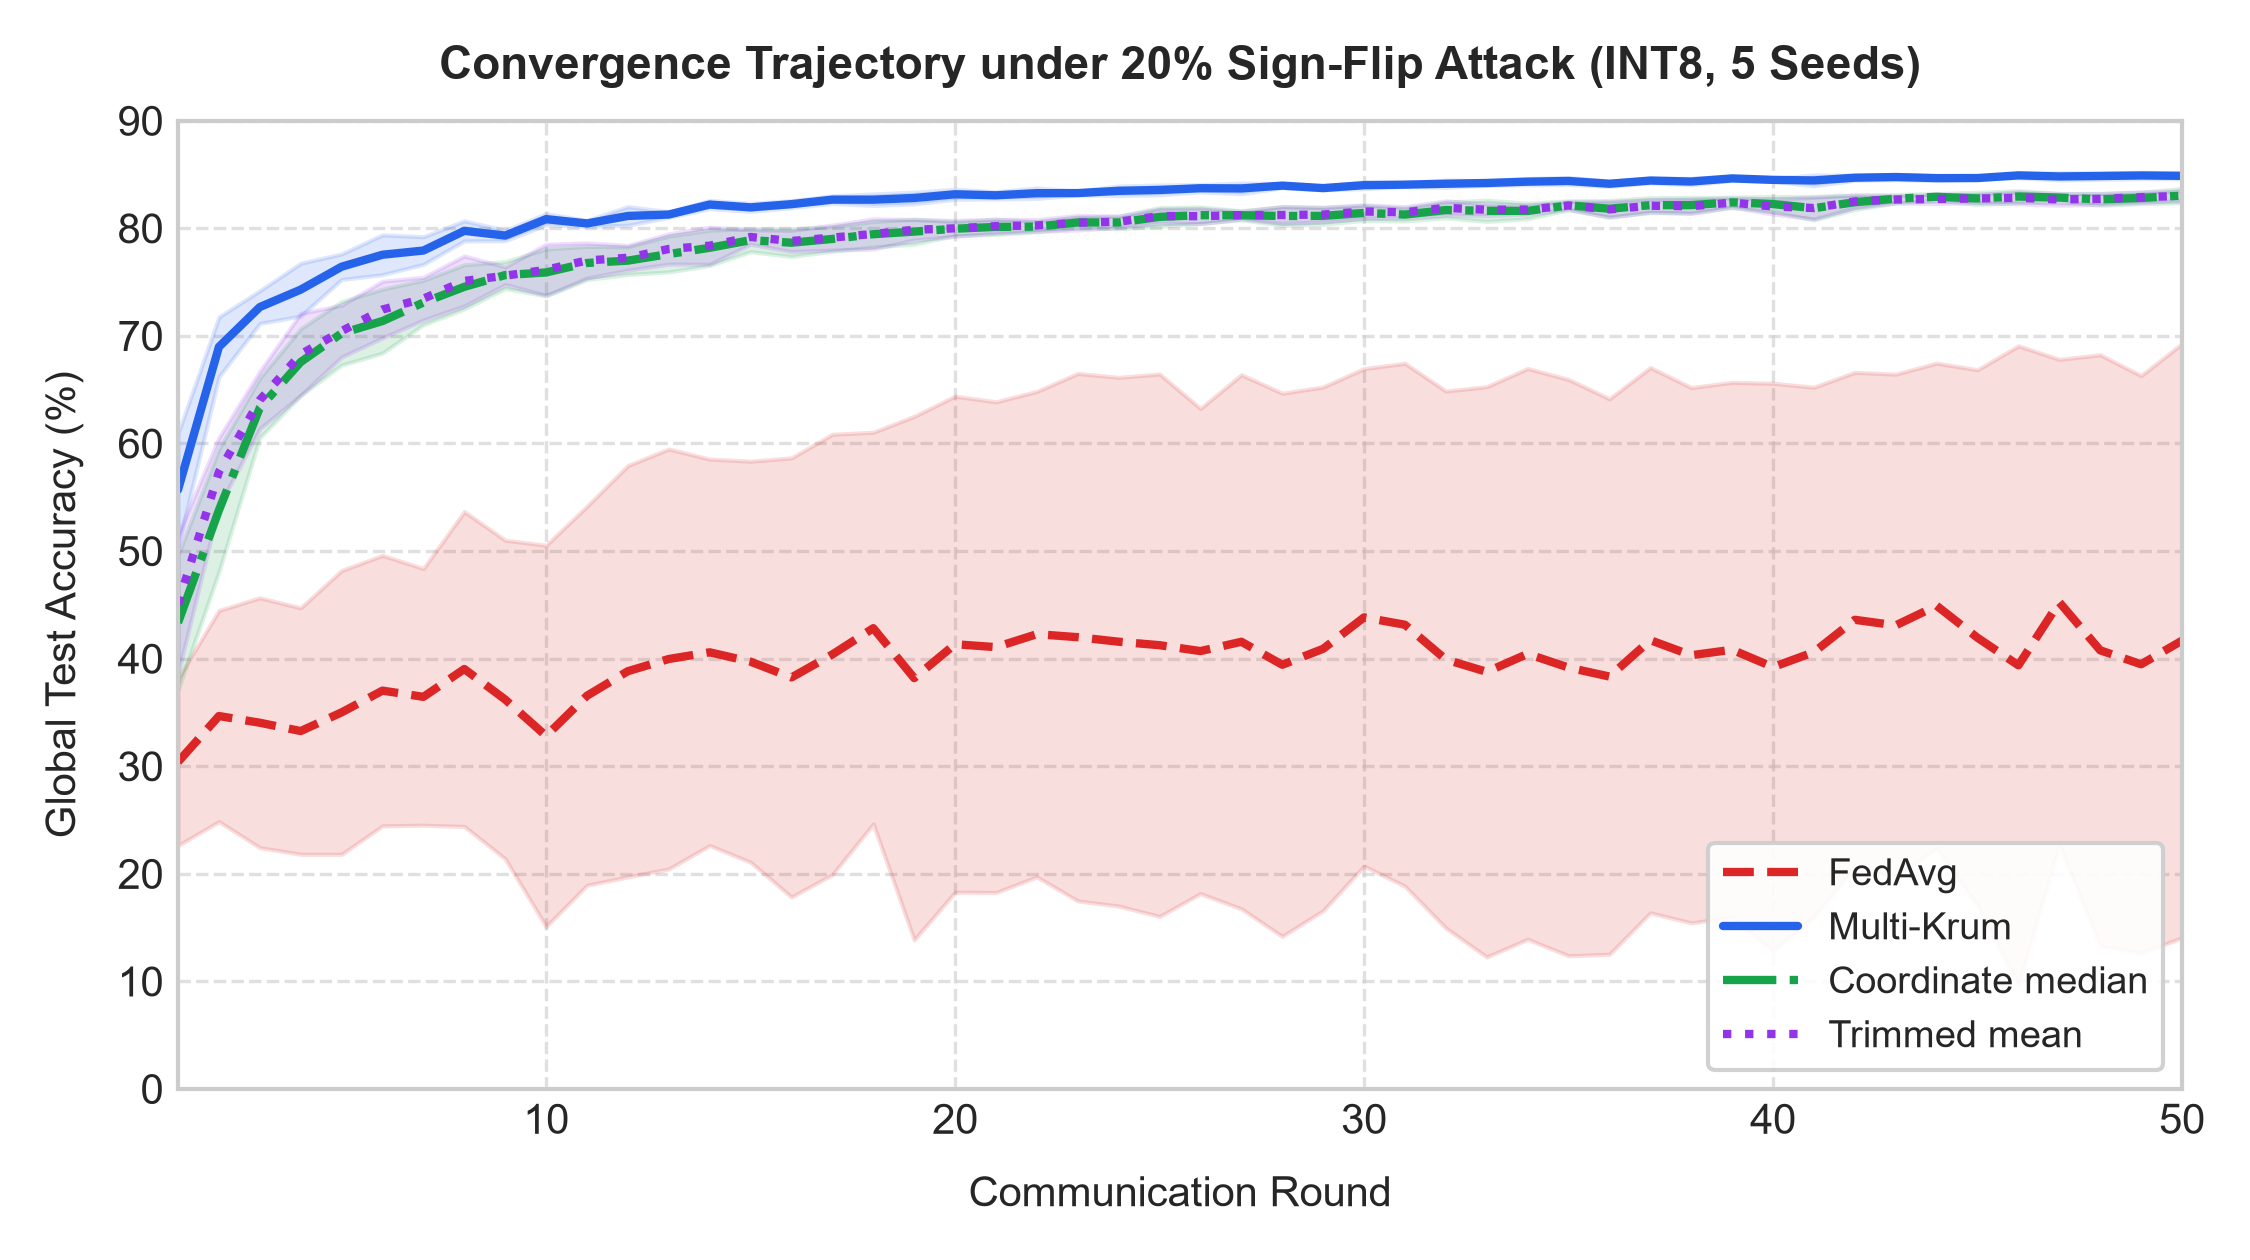 Convergence Trajectory under 20% Sign-Flip Attack (INT8, 5 Seeds)
Global Test Accuracy (%)
90
80
70
60
50
40
30
20
10
0
10
20
30
40
50
Communication Round
FedAvg
Multi-Krum
Coordinate median
Trimmed mean